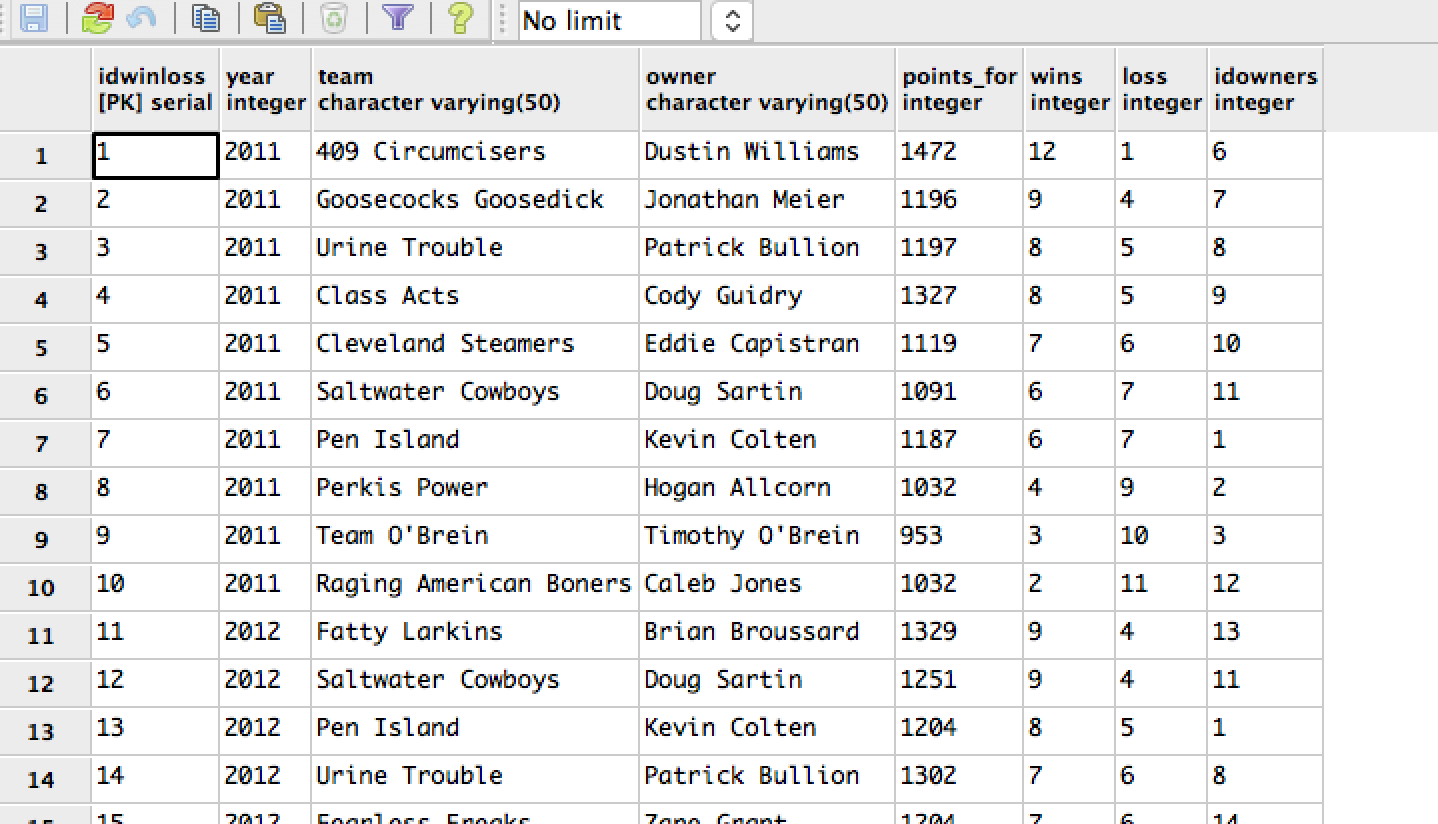 No limit
idwinloss year team owner points_for wins loss idowners
[PK] serial integer character varying(50) character varying(50) integer integer integer integer
1 1 2011 409 Circumcisers Dustin Williams 1472 12 1 6
2 2 2011 Goosecocks Goosedick Jonathan Meier 1196 9 4 7
3 3 2011 Urine Trouble Patrick Bullion 1197 8 5 8
4 4 2011 Class Acts Cody Guidry 1327 8 5 9
5 5 2011 Cleveland Steamers Eddie Capistran 1119 7 6 10
6 6 2011 Saltwater Cowboys Doug Sartin 1091 6 7 11
7 7 2011 Pen Island Kevin Colten 1187 6 7 1
8 8 2011 Perkis Power Hogan Allcorn 1032 4 9 2
9 9 2011 Team O'Brein Timothy O'Brein 953 3 10 3
10 10 2011 Raging American Boners Caleb Jones 1032 2 11 12
11 11 2012 Fatty Larkins Brian Broussard 1329 9 4 13
12 12 2012 Saltwater Cowboys Doug Sartin 1251 9 4 11
13 13 2012 Pen Island Kevin Colten 1204 8 5 1
14 14 2012 Urine Trouble Patrick Bullion 1302 7 6 8
15 15 2012 Fearless Freaks Zane Grant 1204 7 6 14